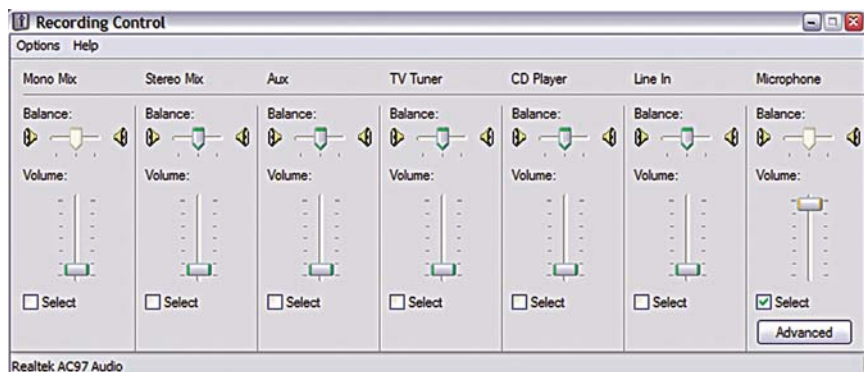 Recording Control
Options Help
Mono Mix Stereo Mix Aux TV Tuner CD Player Line In Microphone
Balance: Balance: Balance: Balance: Balance: Balance: Balance:
Volume: Volume: Volume: Volume: Volume: Volume: Volume:
Select Select Select Select Select Select Select
Advanced
Realtek AC97 Audio